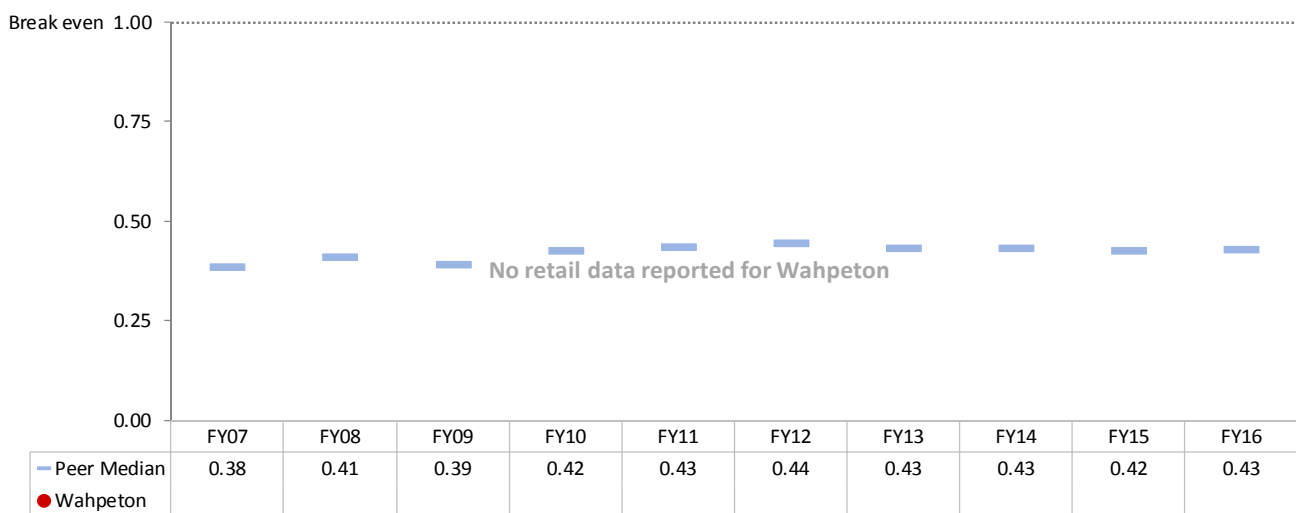 Break even 1.00
0.75
0.50
No retail data reported for Wahpeton
0.25
0.00
FY07 FY08 FY09 FY10 FY11 FY12 FY13 FY14 FY15 FY16
Peer Median 0.38 0.41 0.39 0.42 0.43 0.44 0.43 0.43 0.42 0.43
Wahpeton